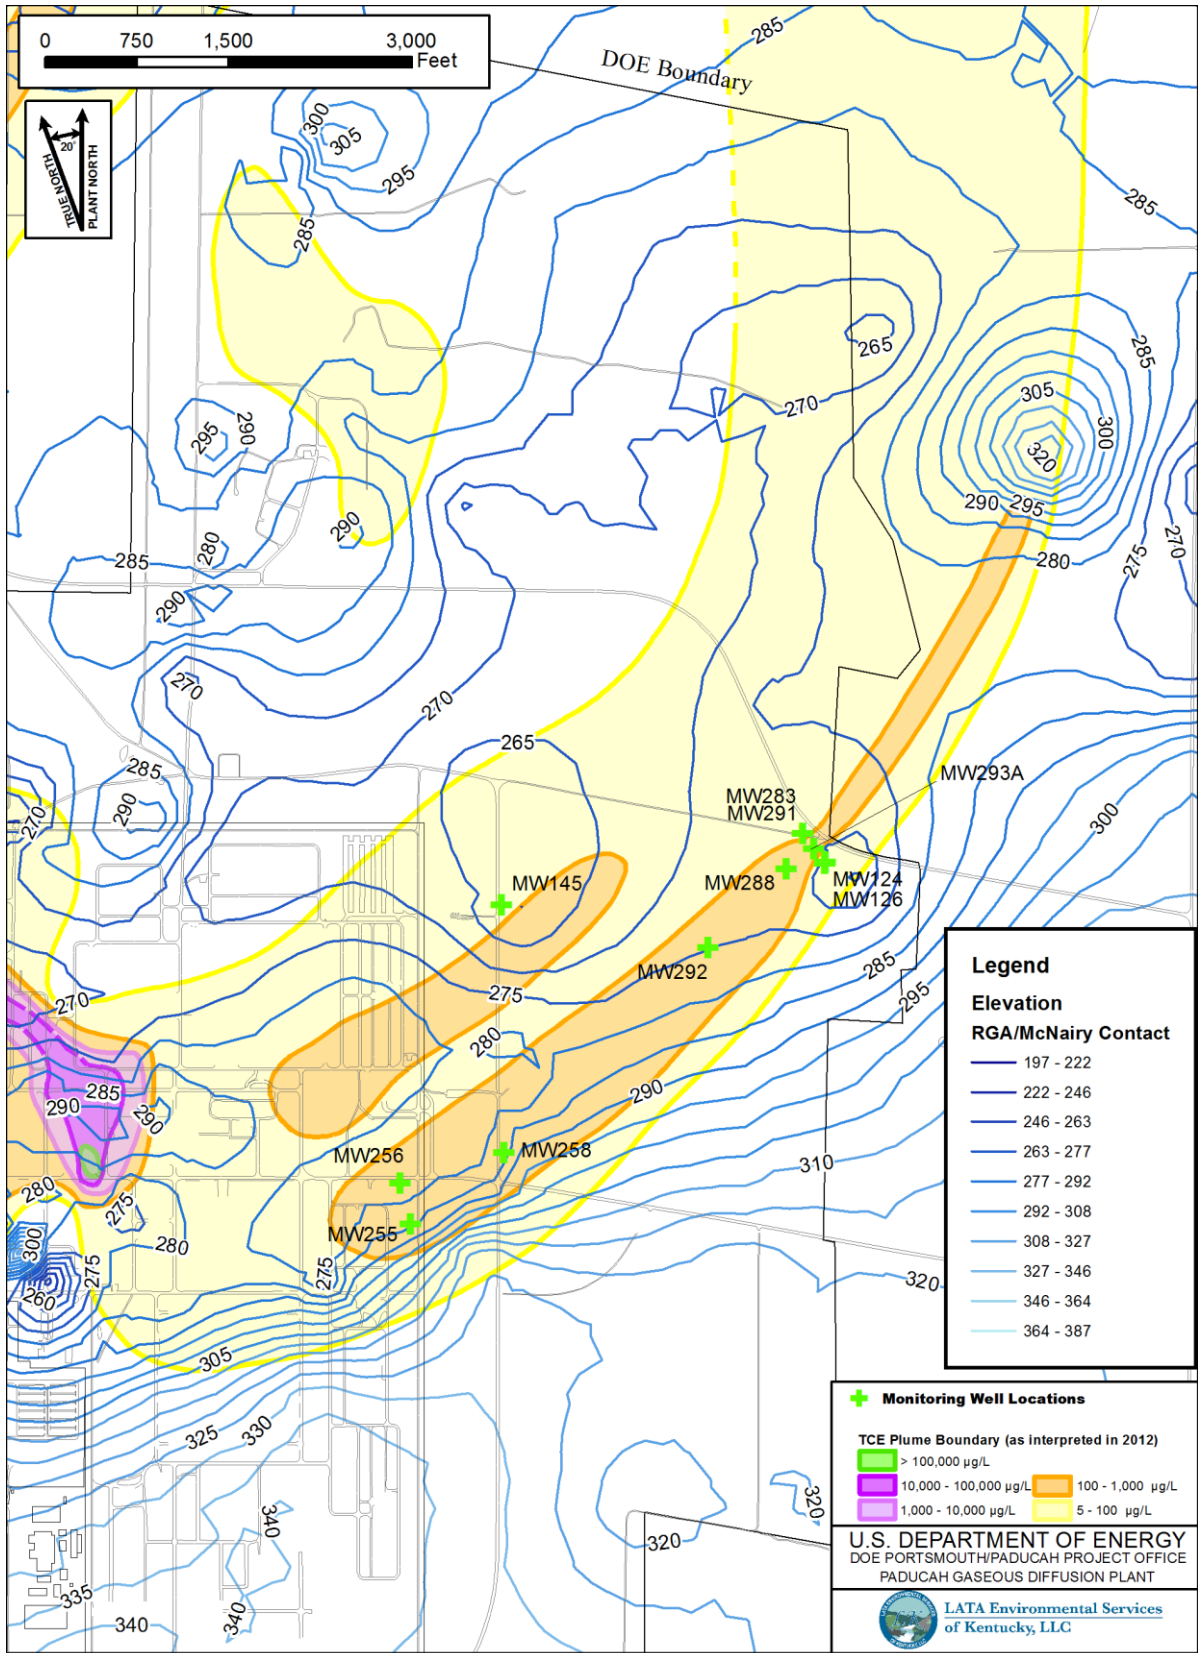 0 750 1,500 3,000
Feet
20°
TRUE NORTH
PLANT NORTH
DOE Boundary
285
300
305
295
285
285
265
270
285
305
300
320
290
295
280
275
270
295
290
290
280
285
290
270
270
265
285
290
270
MW293A
MW283
MW291
300
MW145
MW288
MW124
MW126
MW292
285
295
275
270
280
285
290
290
290
MW258
MW256
310
280
275
MW255
300
280
275
275
260
320
305
325
330
340
320
320
335
340
340
Legend
Elevation
RGA/McNairy Contact
197 - 222
222 - 246
246 - 263
263 - 277
277 - 292
292 - 308
308 - 327
327 - 346
346 - 364
364 - 387
Monitoring Well Locations
TCE Plume Boundary (as interpreted in 2012)
> 100,000 µg/L
10,000 - 100,000 µg/L 100 - 1,000 µg/L
1,000 - 10,000 µg/L 5 - 100 µg/L
U.S. DEPARTMENT OF ENERGY
DOE PORTSMOUTH/PADUCAH PROJECT OFFICE
PADUCAH GASEOUS DIFFUSION PLANT
LATA Environmental Services
of Kentucky, LLC